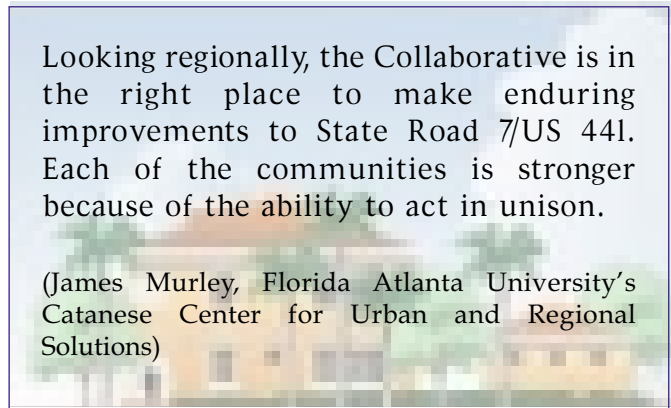 Looking regionally, the Collaborative is in
the right place to make enduring
improvements to State Road 7/US 441.
Each of the communities is stronger
because of the ability to act in unison.
(James Murley, Florida Atlanta University's
Catanese Center for Urban and Regional
Solutions)